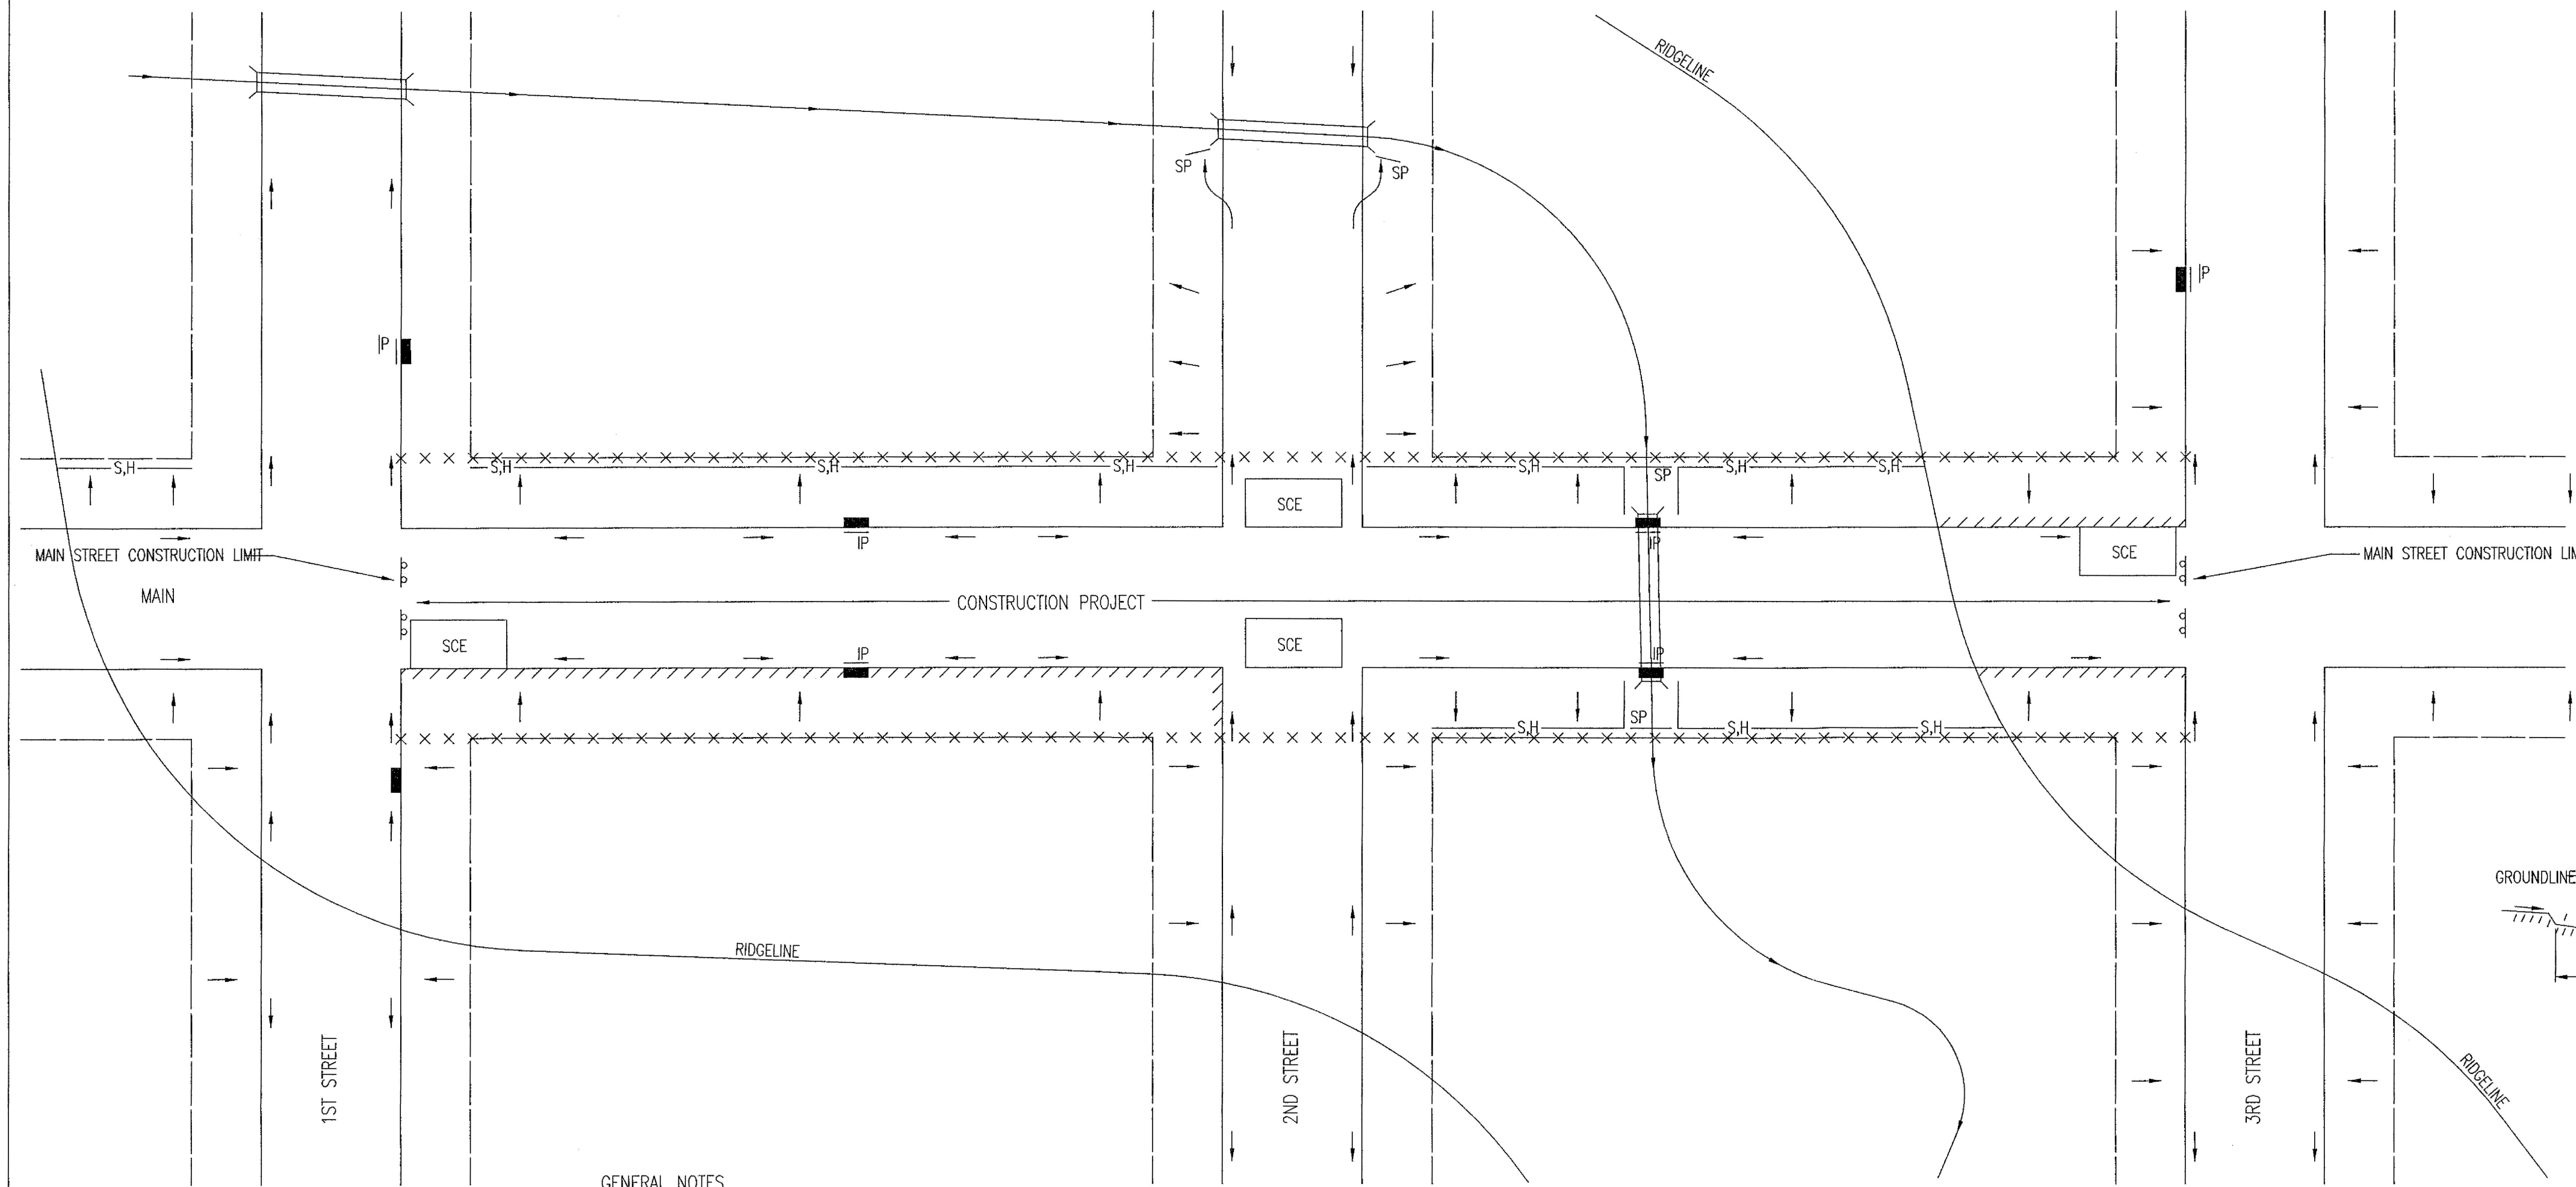 RIDGELINE
SP
SP
IP
IP
S,H
S,H
S,H
S,H
S,H
SP
S,H
S,H
SCE
MAIN STREET CONSTRUCTION LIMIT
IP
IP
SCE
MAIN STREET CONSTRUCTION LIM
MAIN
CONSTRUCTION PROJECT
SCE
IP
SCE
IP
S,H
SP
S,H
S,H
GROUNDLINE
RIDGELINE
1ST STREET
2ND STREET
3RD STREET
RIDGELINE
GENERAL NOTES